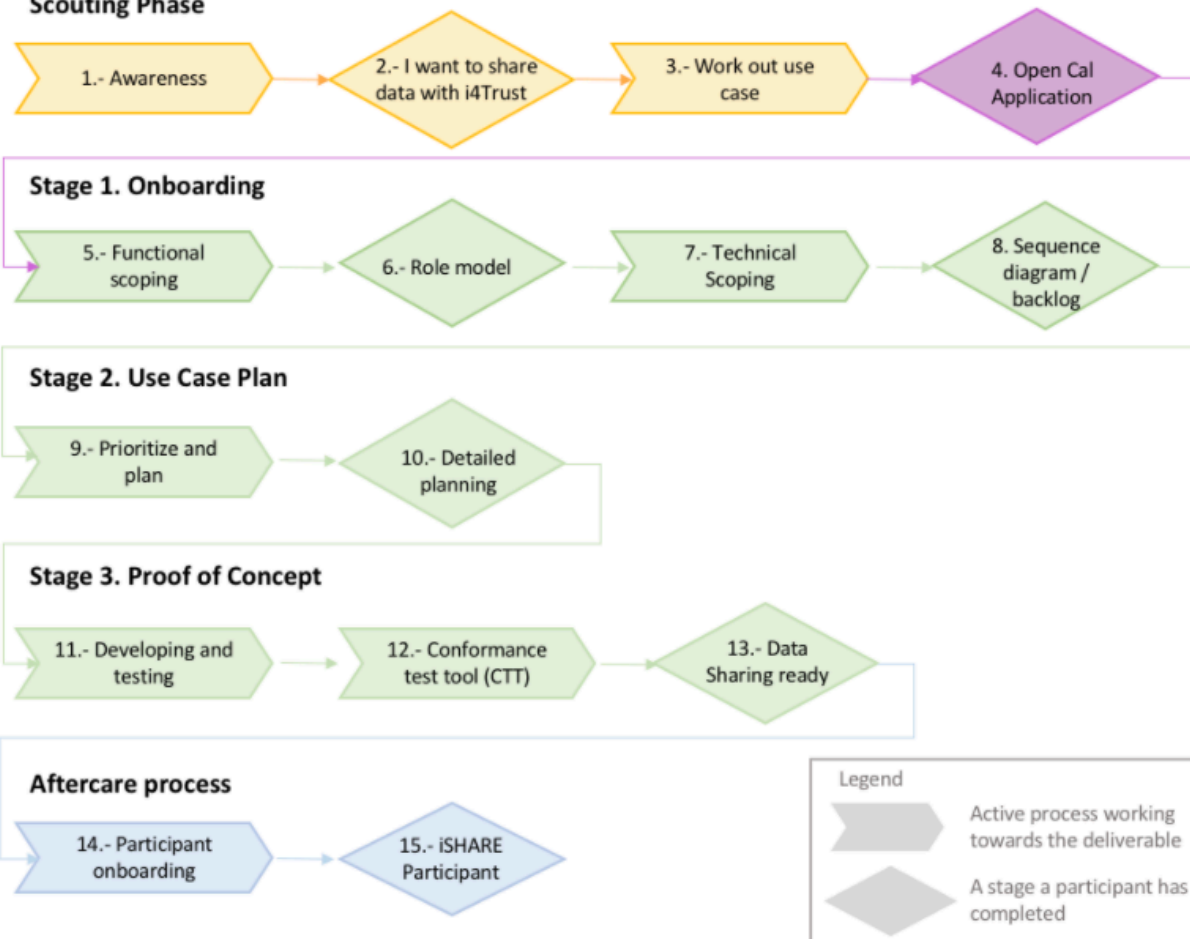 Scouting Phase
1.- Awareness
2.- I want to share
data with i4Trust
3.- Work out use
case
4. Open Cal
Application
Stage 1. Onboarding
5.- Functional
scoping
6.- Role model
7.- Technical
Scoping
8. Sequence
diagram /
backlog
Stage 2. Use Case Plan
9.- Prioritize and
plan
10.- Detailed
planning
Stage 3. Proof of Concept
11.- Developing and
testing
12.- Conformance
test tool (CTT)
13.- Data
Sharing ready
Aftercare process
14.- Participant
onboarding
15.- iSHARE
Participant
Legend
Active process working
towards the deliverable
A stage a participant has
completed